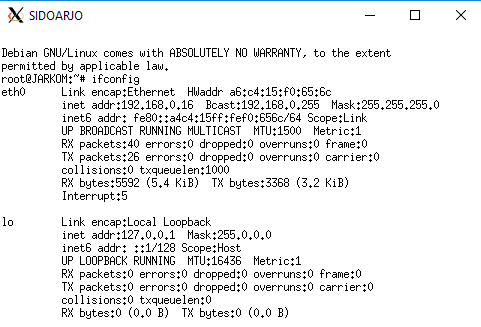 SIDOARJO
Debian GNU/Linux comes with ABSOLUTELY NO WARRANTY, to the extent
permitted by applicable law.
root@JARKOM:~# ifconfig
eth0 Link encap:Ethernet HWaddr a6:c4:15:f0:65:6c
inet addr:192.168.0.16 Bcast:192.168.0.255 Mask:255.255.255.0
inet6 addr: fe80::a4c4:15ff:fef0:656c/64 Scope:Link
UP BROADCAST RUNNING MULTICAST MTU:1500 Metric:1
RX packets:40 errors:0 dropped:0 overruns:0 frame:0
TX packets:26 errors:0 dropped:0 overruns:0 carrier:0
collisions:0 txqueuelen:1000
RX bytes:5592 (5.4 KiB) TX bytes:3368 (3.2 KiB)
Interrupt:5
lo Link encap:Local Loopback
inet addr:127.0.0.1 Mask:255.0.0.0
inet6 addr: ::1/128 Scope:Host
UP LOOPBACK RUNNING MTU:16436 Metric:1
RX packets:0 errors:0 dropped:0 overruns:0 frame:0
TX packets:0 errors:0 dropped:0 overruns:0 carrier:0
collisions:0 txqueuelen:0
RX bytes:0 (0.0 B) TX bytes:0 (0.0 B)